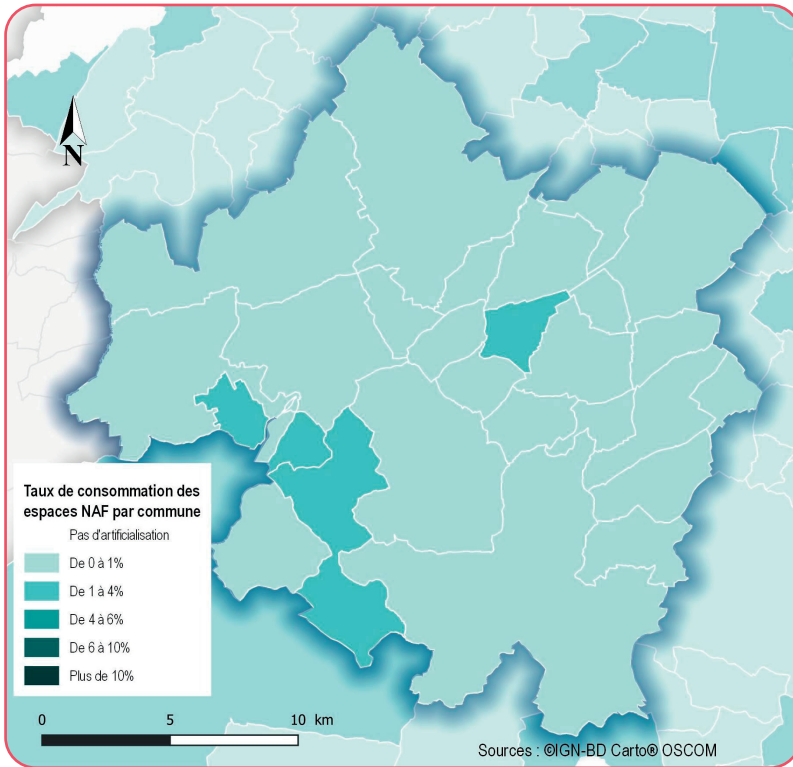 N
Taux de consommation des
espaces NAF par commune
Pas d'artificialisation
De 0 à 1%
De 1 à 4%
De 4 à 6%
De 6 à 10%
Plus de 10%
0 5 10 km
Sources : ©IGN-BD Carto® OSCOM